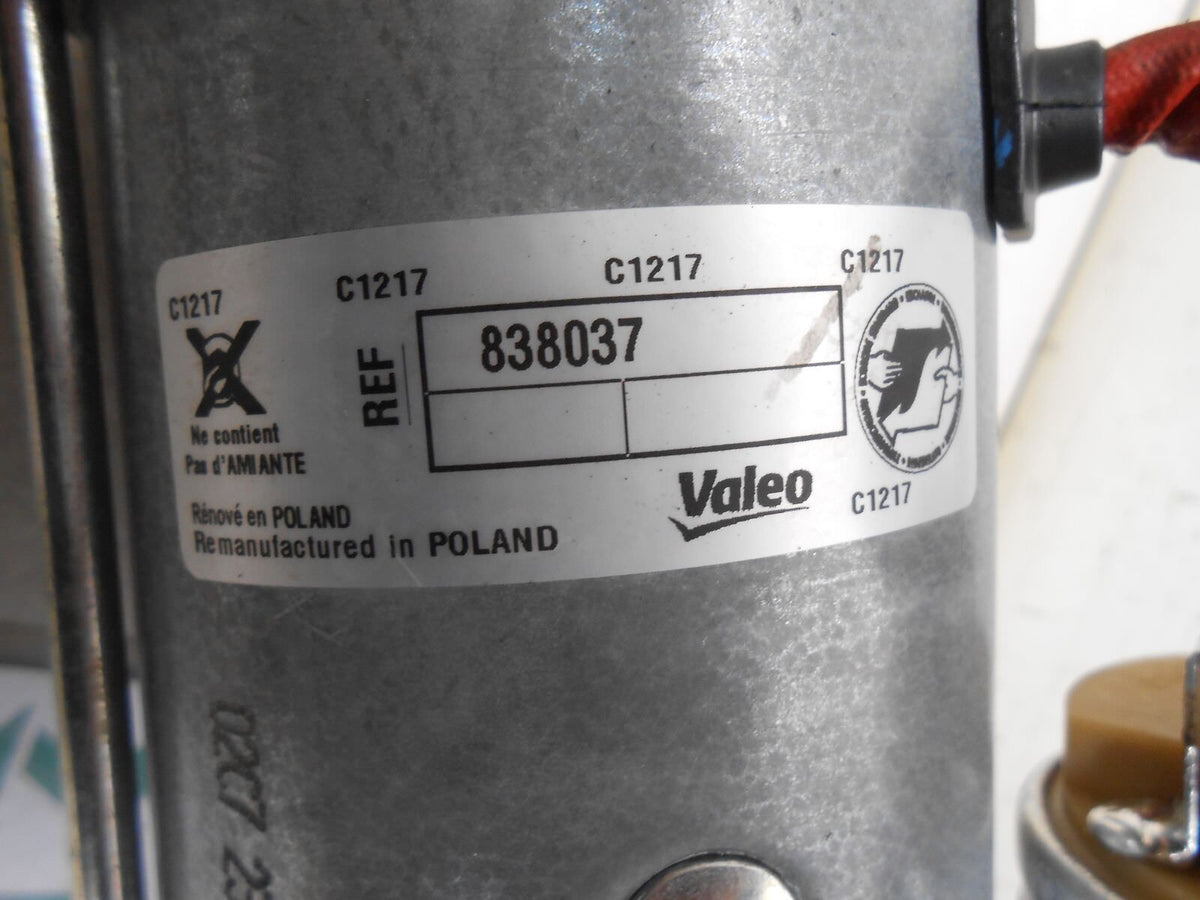 C1217
C1217
C1217
C1217
REF
838037
Ne contient
Pas d'AMIANTE
Rénové en POLAND
Remanufactured in POLAND
Valeo
C1217